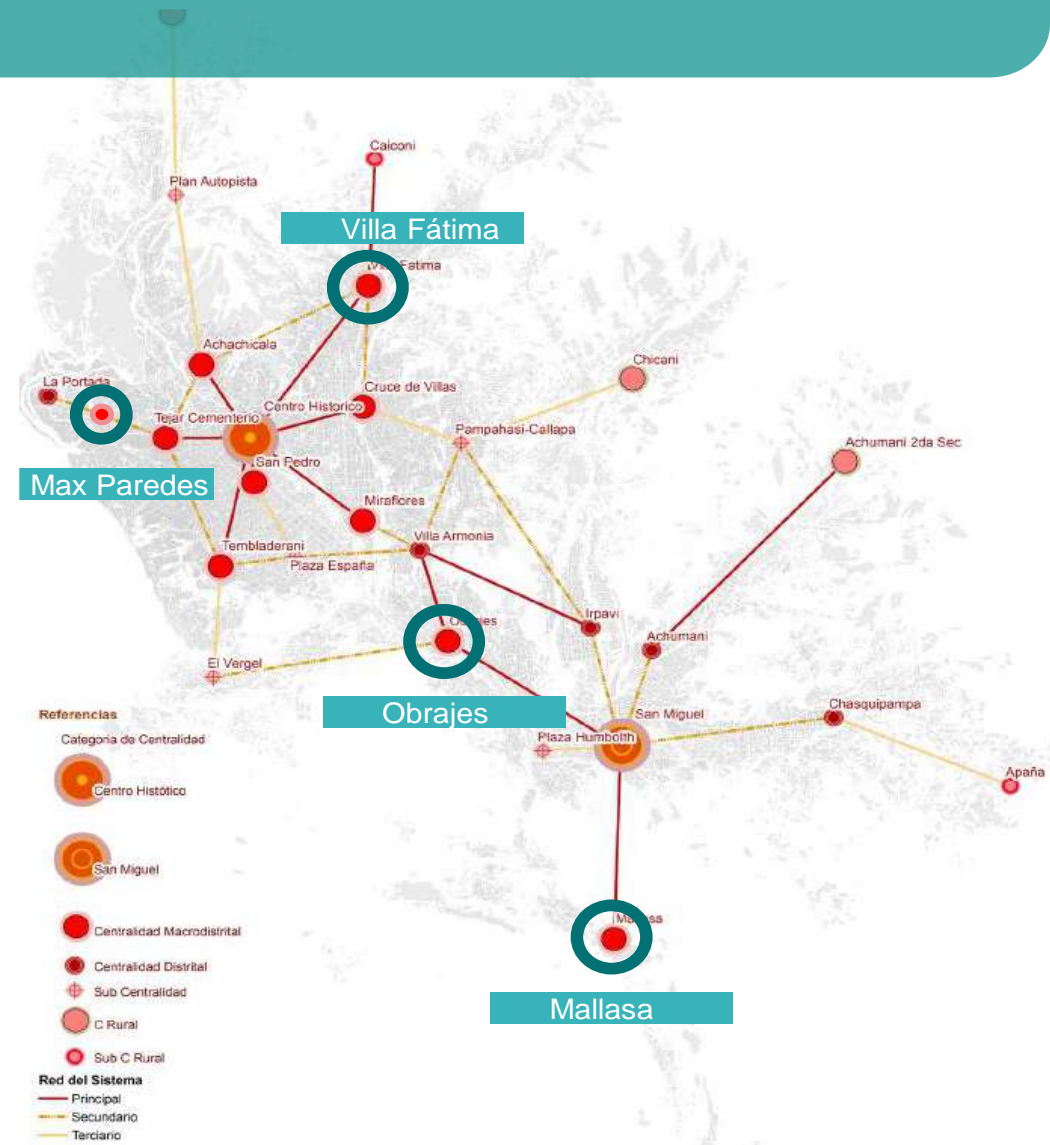 Caiconi
Plan Autopista
Villa Fátima
Fatima
Achachicala
Chicani
La Portada
Cruce de Villas
Centro Historico
Tejar Cementerio
Pampahasi-Callapa
Achumani 2da Sec
San Pedro
Max Paredes
Miraflores
Villa Armonia
Tembladerani
Plaza España
Irpavi
Achumani
El Vergel
Obrajes
Chasquipampa
San Miguel
Plaza Humbolth
Apaña
Mallasa
Referencias
Categoria de Centralidad
Centro Histótico
San Miguel
Centralidad Macrodistrital
Centralidad Distrital
Sub Centralidad
C Rural
Sub C Rural
Red del Sistema
Principal
Secundario
Terciario